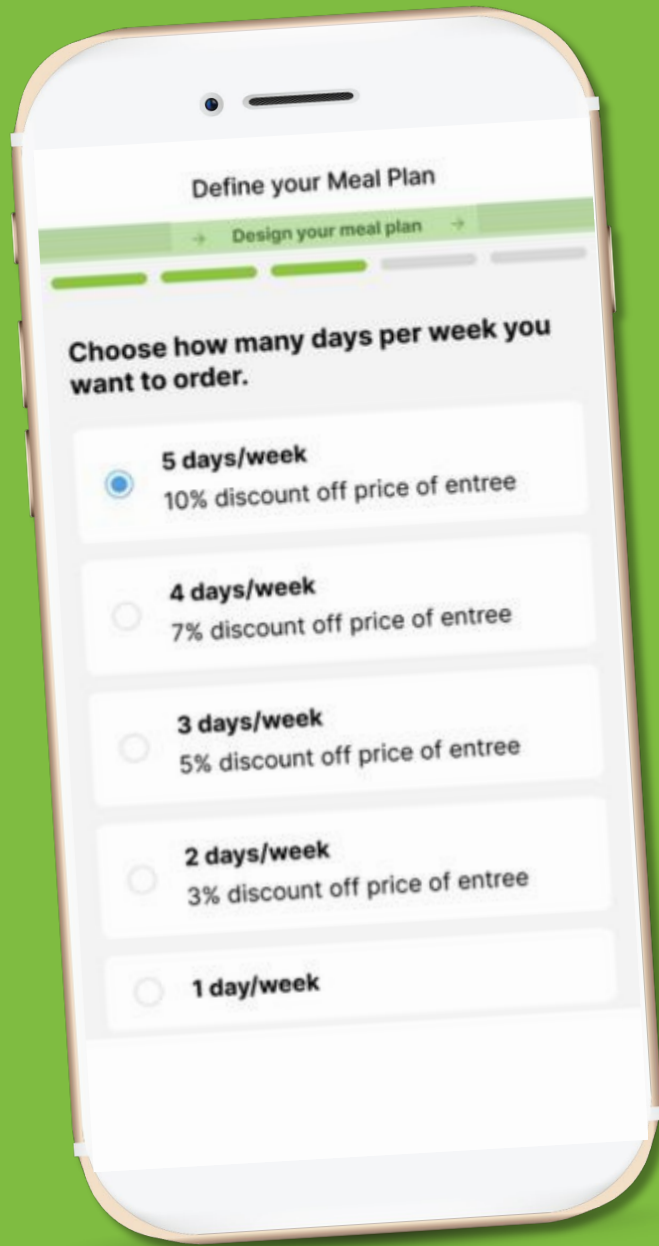 Define your Meal Plan
→ Design your meal plan →
Choose how many days per week you
want to order.
5 days/week
10% discount off price of entree
4 days/week
7% discount off price of entree
3 days/week
5% discount off price of entree
2 days/week
3% discount off price of entree
1 day/week